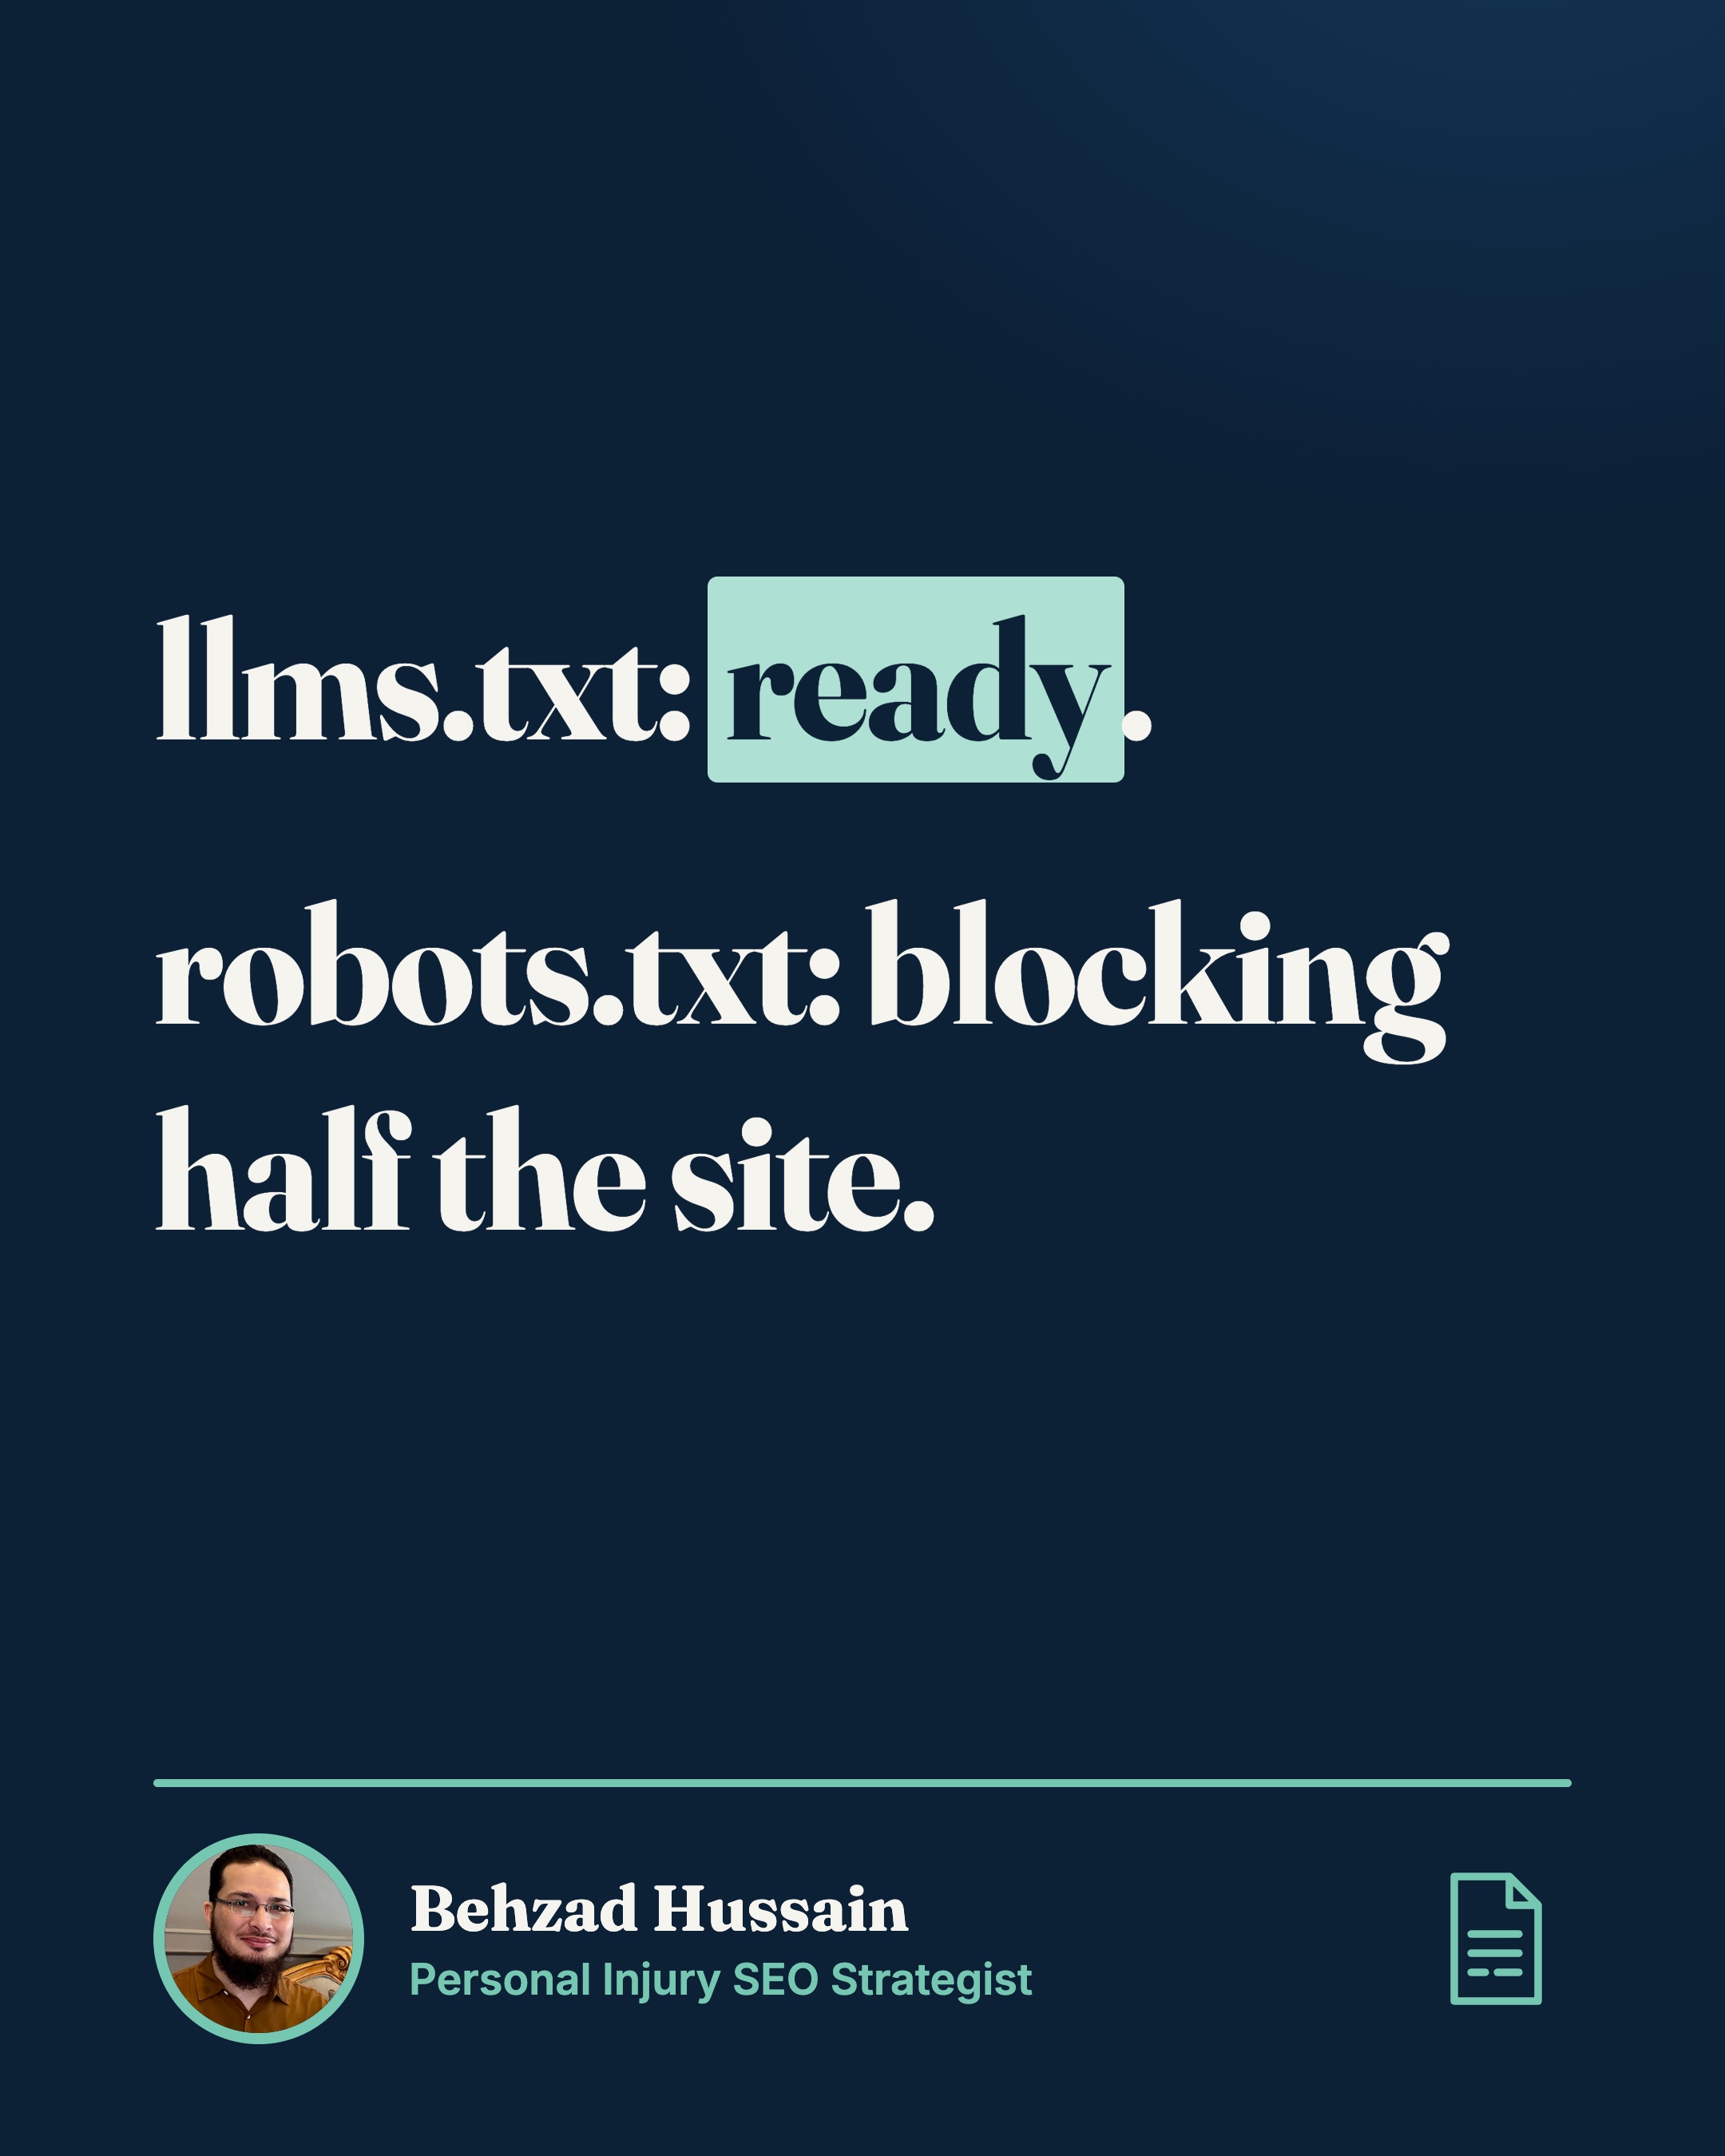 llms.txt: ready.
robots.txt: blocking
half the site.
Behzad Hussain
Personal Injury SEO Strategist